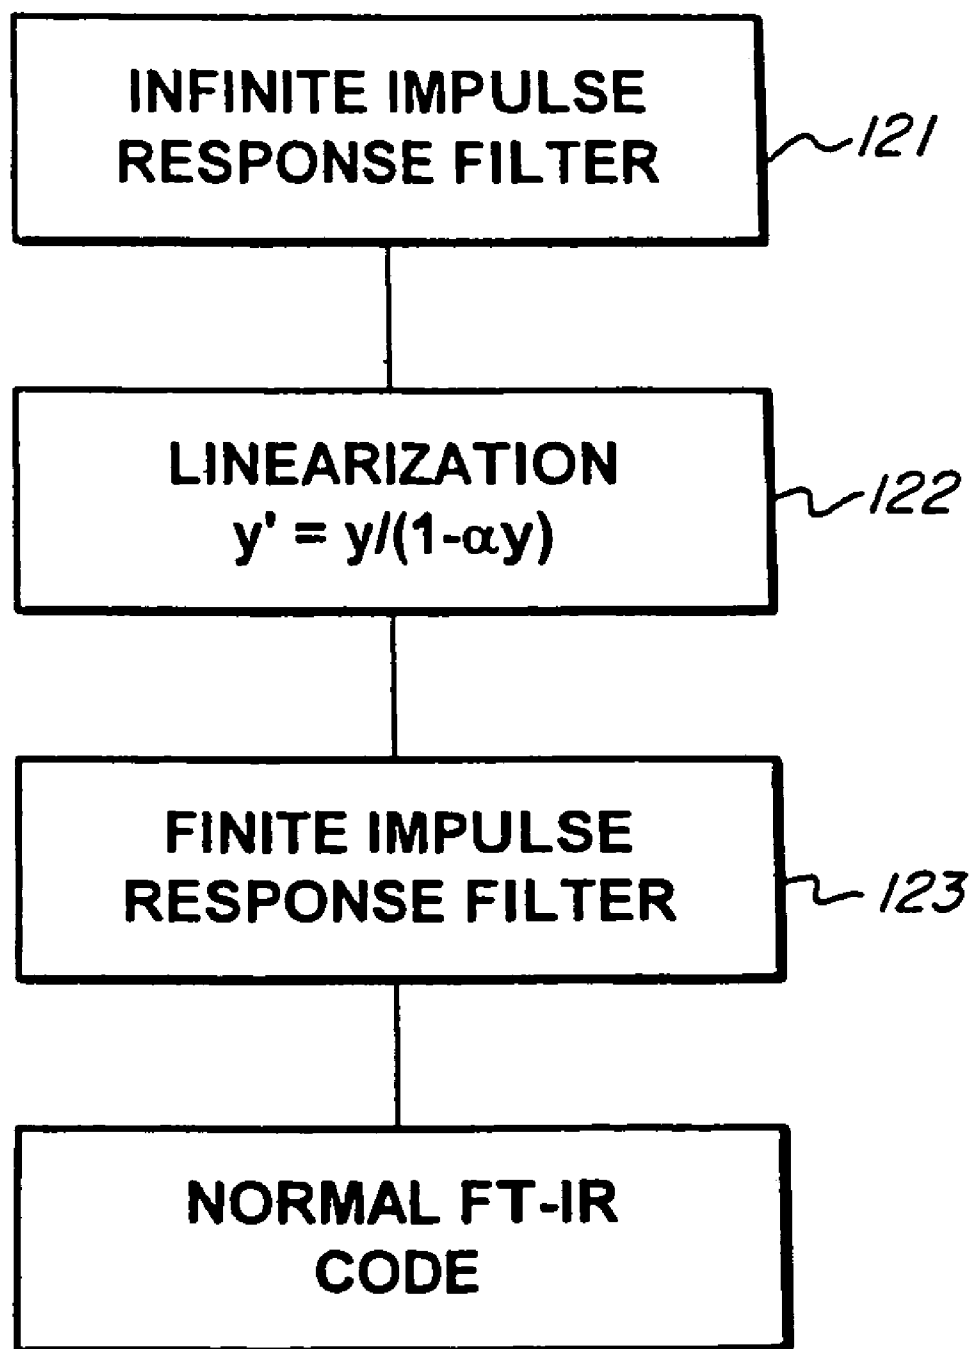 INFINITE IMPULSE
RESPONSE FILTER
121
LINEARIZATION
y' = y/(1-αy)
122
FINITE IMPULSE
RESPONSE FILTER
123
NORMAL FT-IR
CODE